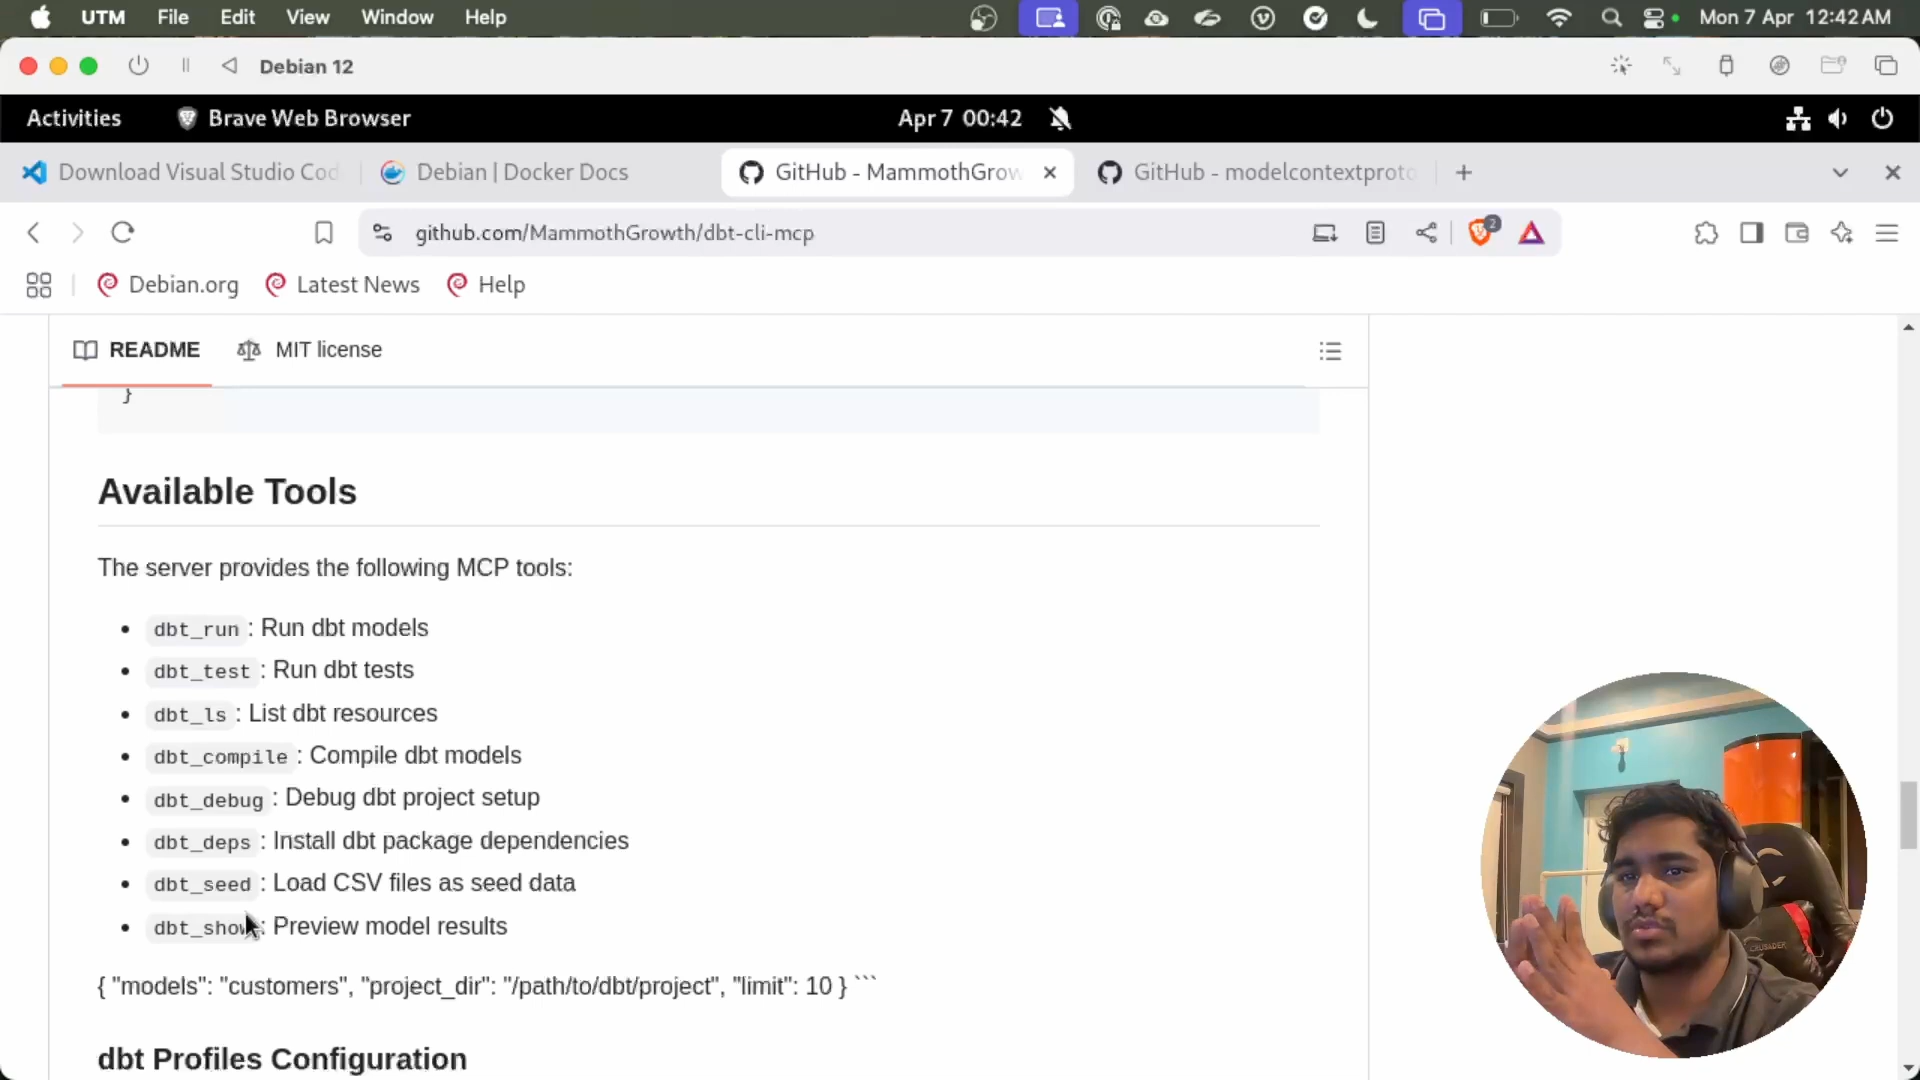 UTM File Edit View Window Help Mon 7 Apr 12:42 AM
Debian 12
Activities Brave Web Browser Apr 7 00:42
Download Visual Studio Cod Debian | Docker Docs GitHub - MammothGrow GitHub - modelcontextproto
github.com/MammothGrowth/dbt-cli-mcp 2
Debian.org Latest News Help
README MIT license
}
Available Tools
The server provides the following MCP tools:
• dbt_run : Run dbt models
• dbt_test : Run dbt tests
• dbt_ls : List dbt resources
• dbt_compile : Compile dbt models
• dbt_debug : Debug dbt project setup
• dbt_deps : Install dbt package dependencies
• dbt_seed : Load CSV files as seed data
• dbt_show : Preview model results
{ "models": "customers", "project_dir": "/path/to/dbt/project", "limit": 10 } ```
dbt Profiles Configuration
CRUSADER